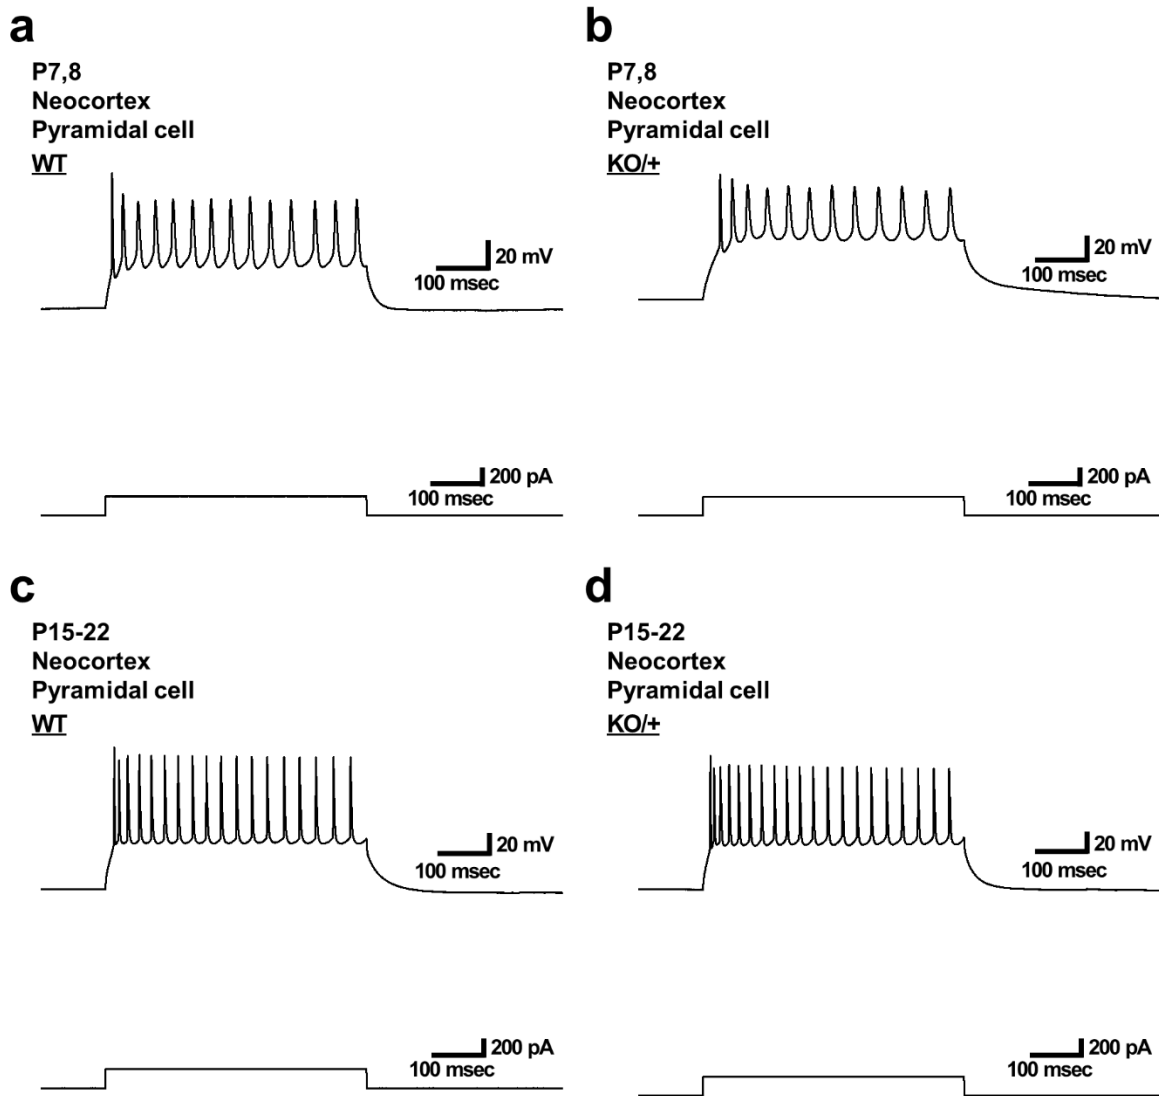 a
P7,8
Neocortex
Pyramidal cell
WT
20 mV
100 msec
200 pA
100 msec
b
P7,8
Neocortex
Pyramidal cell
KO/+
20 mV
100 msec
200 pA
100 msec
c
P15-22
Neocortex
Pyramidal cell
WT
20 mV
100 msec
200 pA
100 msec
d
P15-22
Neocortex
Pyramidal cell
KO/+
20 mV
100 msec
200 pA
100 msec